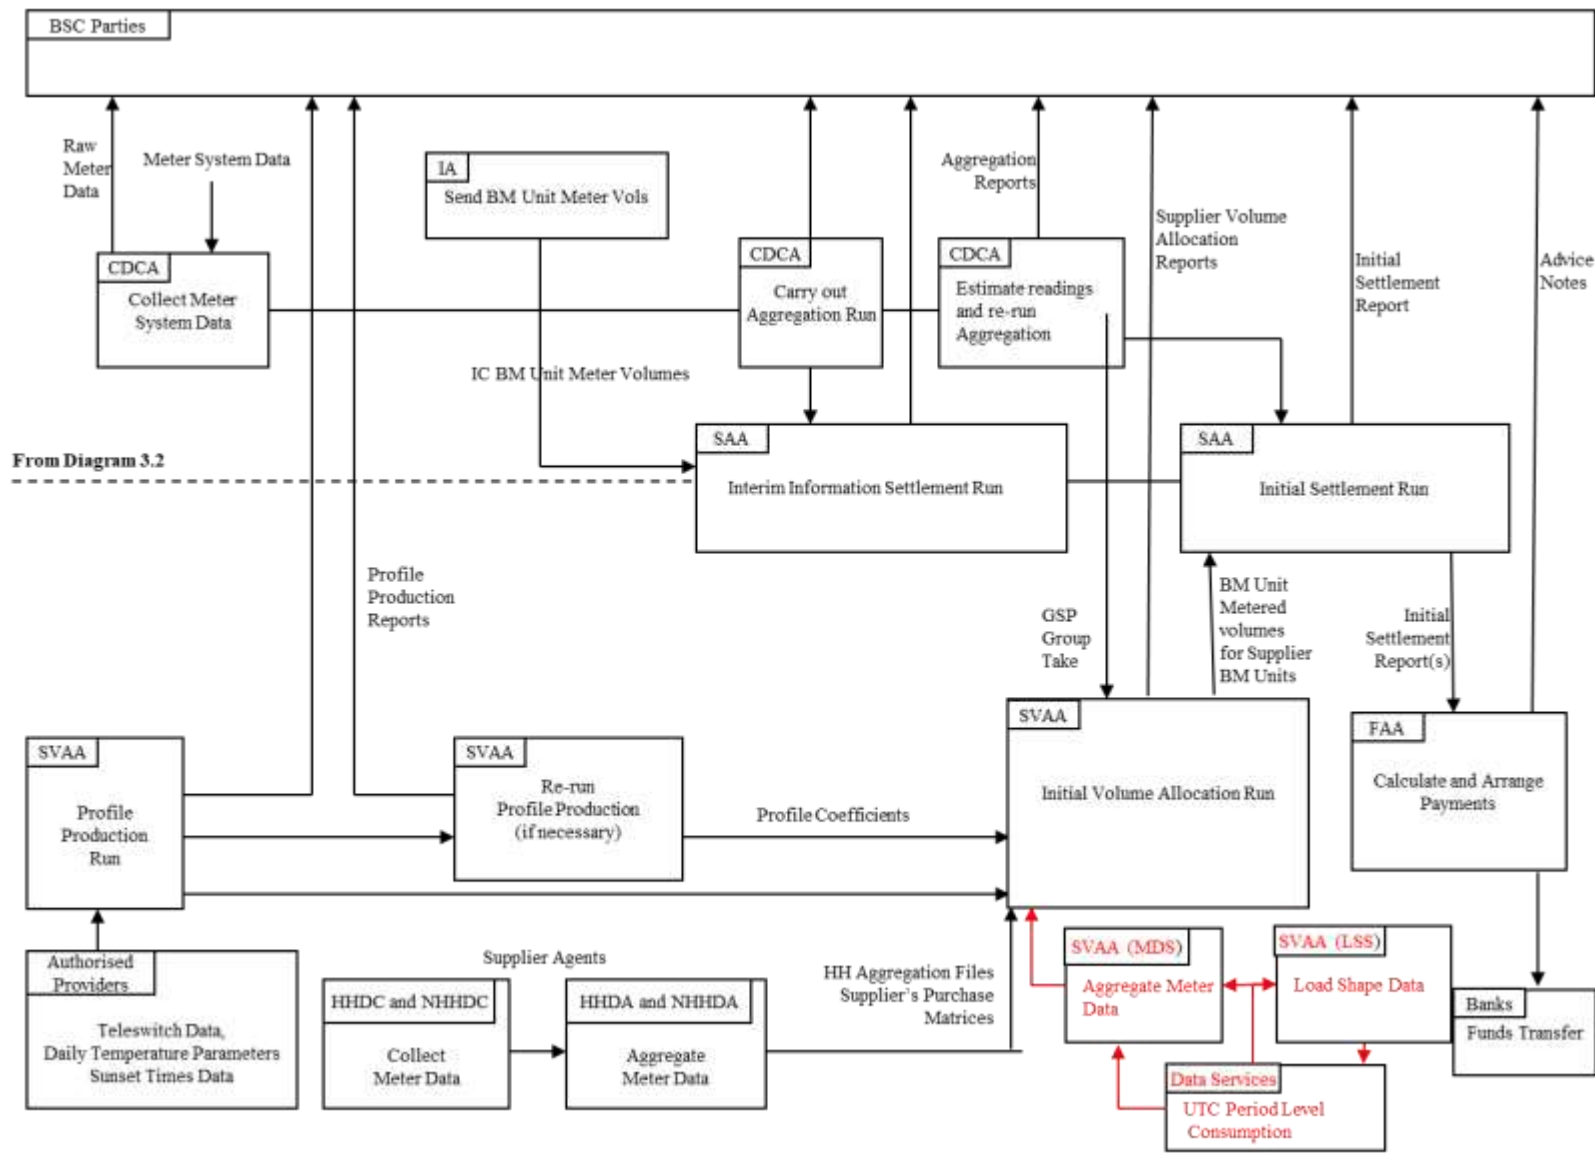 BSC Parties
Raw
Meter
Data
Meter System Data
IA
Send BM Unit Meter Vols
Aggregation
Reports
Supplier Volume
Allocation
Reports
Initial
Settlement
Report
Advice
Notes
CDCA
Collect Meter
System Data
CDCA
Carry out
Aggregation Run
CDCA
Estimate readings
and re-run
Aggregation
IC BM Unit Meter Volumes
From Diagram 3.2
SAA
Interim Information Settlement Run
SAA
Initial Settlement Run
Profile
Production
Reports
GSP
Group
Take
BM Unit
Metered
volumes
for Supplier
BM Units
Initial
Settlement
Report(s)
SVAA
Profile
Production
Run
SVAA
Re-run
Profile Production
(if necessary)
Profile Coefficients
SVAA
Initial Volume Allocation Run
FAA
Calculate and Arrange
Payments
Authorised
Providers
Teleswitch Data,
Daily Temperature Parameters
Sunset Times Data
Supplier Agents
HHDC and NHHDC
Collect
Meter Data
HHDA and NHHDA
Aggregate
Meter Data
HH Aggregation Files
Supplier's Purchase
Matrices
SVAA (MDS)
Aggregate Meter
Data
SVAA (LSS)
Load Shape Data
Banks
Funds Transfer
Data Services
UTC Period Level
Consumption